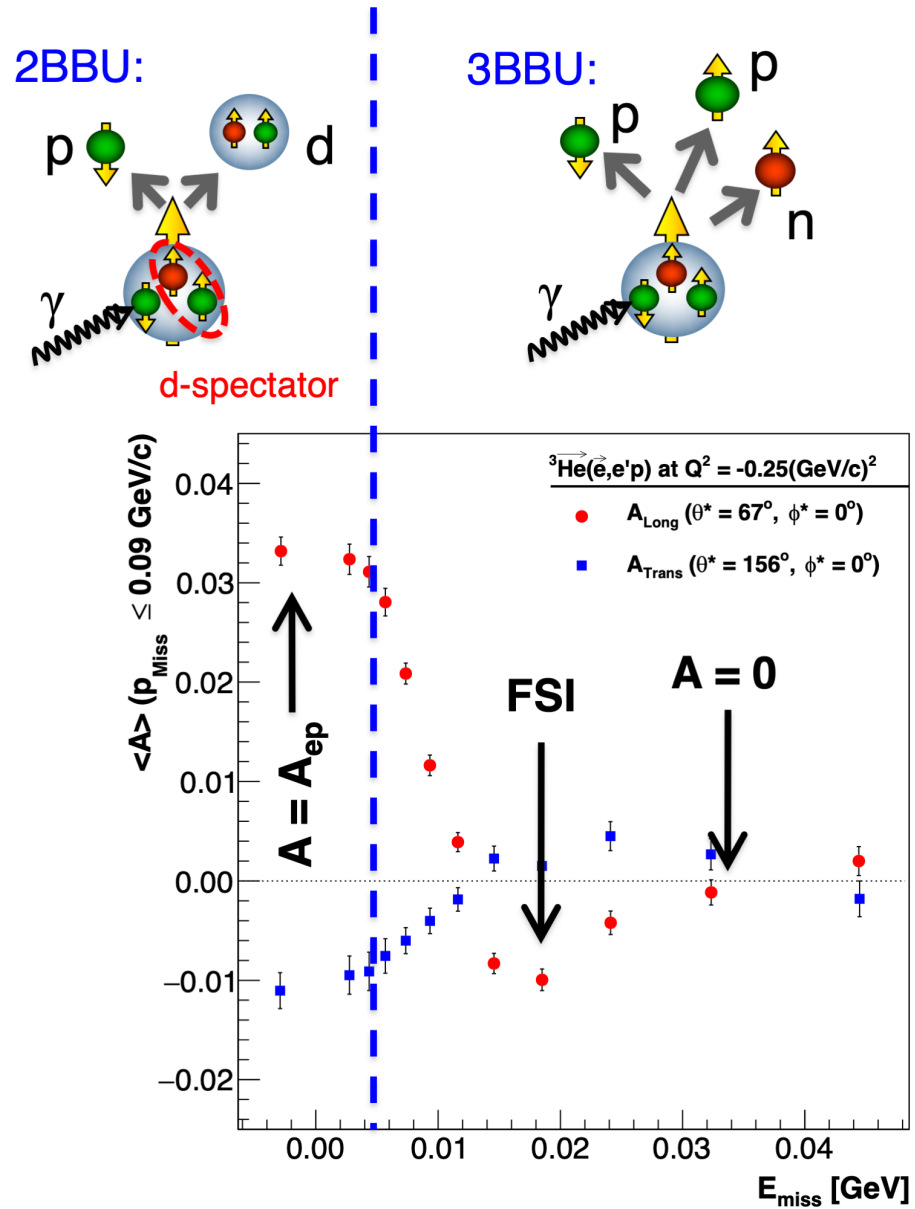 2BBU:
3BBU:
p
d
γ
d-spectator
p
p
n
γ
<A> (p_Miss ≤ 0.09 GeV/c)
³He(e,e'p) at Q² = -0.25(GeV/c)²
A_Long (θ* = 67°, ϕ* = 0°)
A_Trans (θ* = 156°, ϕ* = 0°)
A = A_ep
FSI
A = 0
0.04
0.03
0.02
0.01
0.00
−0.01
−0.02
0.00 0.01 0.02 0.03 0.04
E_miss [GeV]